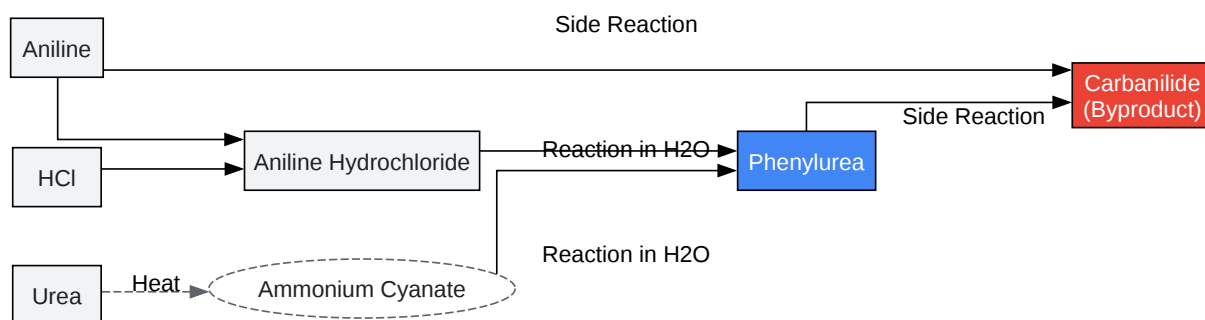 Side Reaction
Aniline
Carbanilide
(Byproduct)
Side Reaction
Aniline Hydrochloride
Reaction in H2O
Phenylurea
HCl
Reaction in H2O
Urea
Heat
Ammonium Cyanate